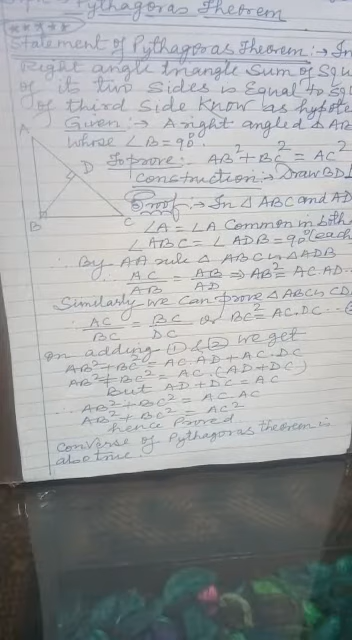 Pythagoras Theorem
Statement of Pythagoras Theorem :→ In
Right angle triangle Sum of Squ
of its two Sides is Equal to Sq
of third Side Know as hypote
Given :→ A right angled Δ AB
whose ∠B = 90°
A
D
B
C
To prove: AB² + BC² = AC²
Construction :→ Draw BD ⊥
Proof :→ In Δ ABC and AD
∠A = ∠A Common in both
∠ABC = ∠ADB = 90° (each
∴ By AA rule Δ ABC ~ ΔADB
∴ AC/AB = AB/AD ⇒ AB² = AC.AD
Similarly we can prove Δ ABC ~ CD
∴ AC/BC = BC/DC or BC² = AC.DC
On adding ① & ② we get
AB² + BC² = AC.AD + AC.DC
AB² + BC² = AC.(AD + DC)
But AD + DC = AC
∴ AB² + BC² = AC.AC
AB² + BC² = AC²
hence Proved
Converse of Pythagoras theorem is
also true.